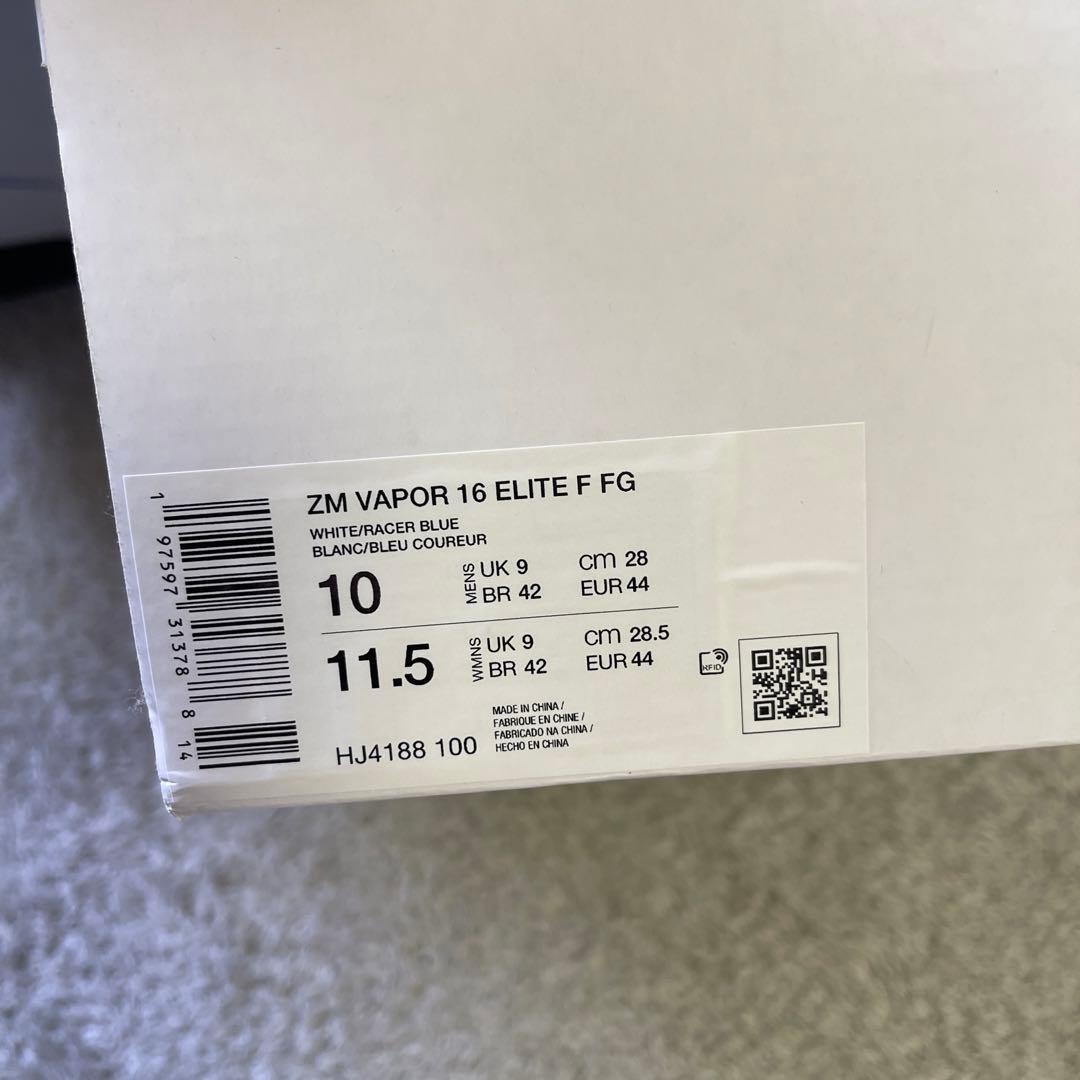 ZM VAPOR 16 ELITE F FG
WHITE/RACER BLUE
BLANC/BLEU COUREUR
10 MENS UK 9 cm 28
BR 42 EUR 44
11.5 WMNS UK 9 cm 28.5
BR 42 EUR 44
RFID
MADE IN CHINA /
FABRIQUE EN CHINE /
FABRICADO NA CHINA /
HECHO EN CHINA
HJ4188 100
1 97597 31378 8 14